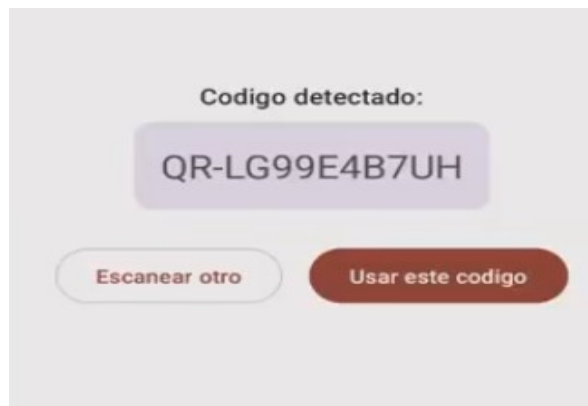 Codigo detectado:
QR-LG99E4B7UH
Escanear otro
Usar este codigo